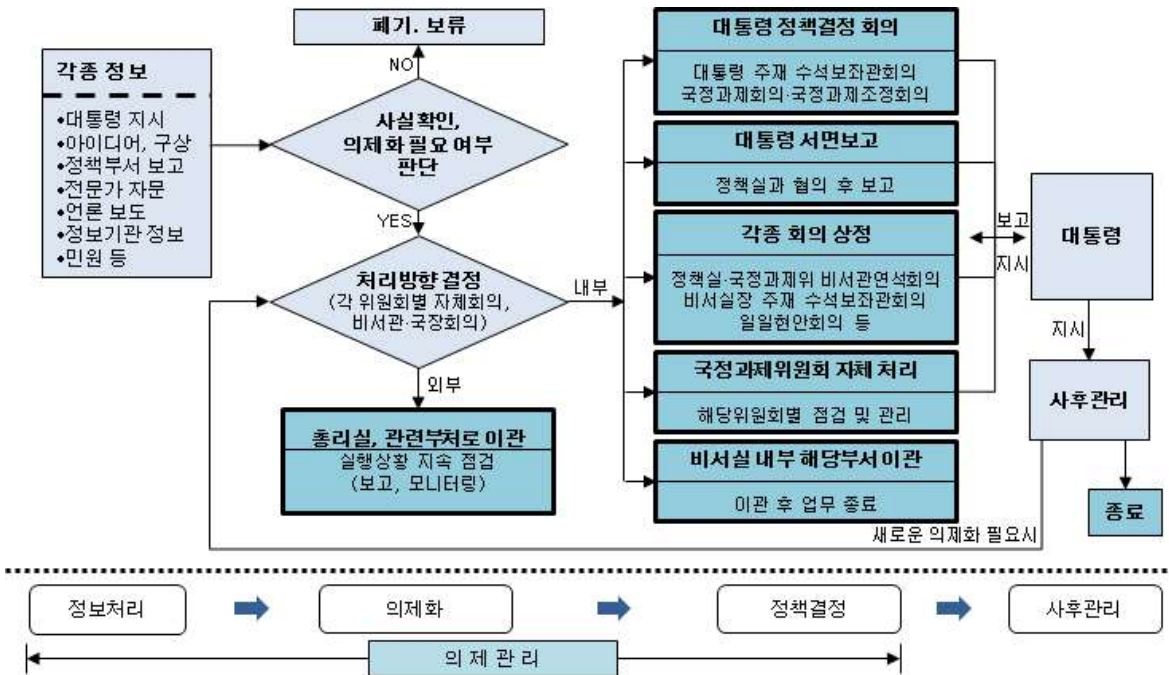 각종 정보
•대통령 지시
•아이디어, 구상
•정책부서 보고
•전문가 자문
•언론 보도
•정보기관 정보
•민원 등
폐기. 보류
NO
사실확인,
의제화 필요 여부
판단
YES
처리방향 결정
(각 위원회별 자체회의,
비서관·국장회의)
내부
외부
총리실, 관련부처로 이관
실행상황 지속 점검
(보고, 모니터링)
대통령 정책결정 회의
대통령 주재 수석보좌관회의
국정과제회의·국정과제조정회의
대통령 서면보고
정책실과 협의 후 보고
각종 회의 상정
정책실·국정과제위 비서관연석회의
비서실장 주재 수석보좌관회의
일일현안회의 등
국정과제위원회 자체 처리
해당위원회별 점검 및 관리
비서실 내부 해당부서 이관
이관 후 업무 종료
보고
지시
대통령
지시
사후관리
종료
새로운 의제화 필요시
정보처리
의제화
정책결정
사후관리
의 제 관 리